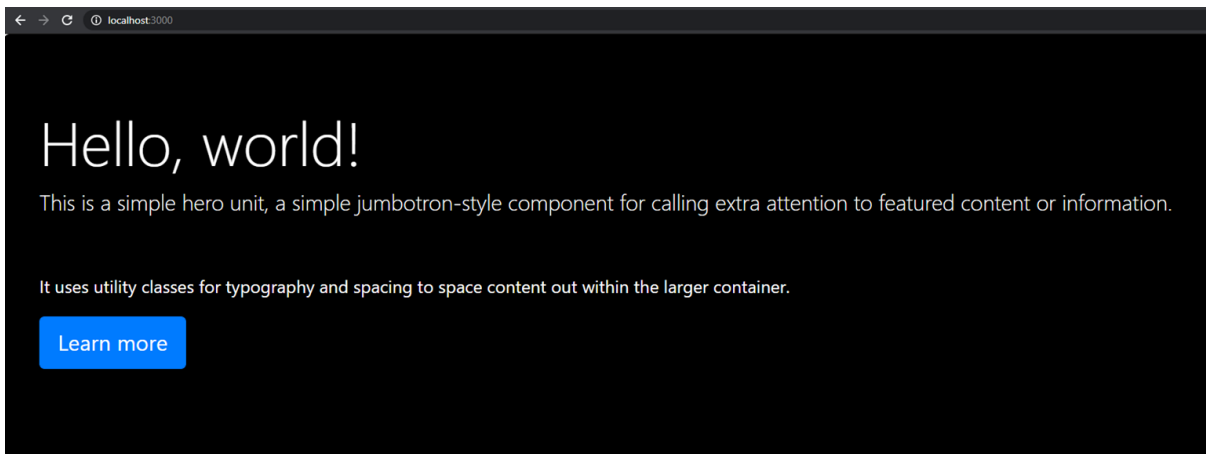 localhost:3000
Hello, world!
This is a simple hero unit, a simple jumbotron-style component for calling extra attention to featured content or information.
It uses utility classes for typography and spacing to space content out within the larger container.
Learn more